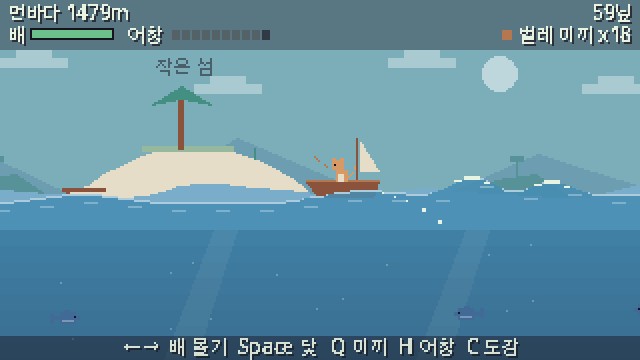 먼바다 1479m
59닢
배 어창
벌레 미끼 x18
작은 섬
←→ 배 몰기 Space 닻 Q 미끼 H 어창 C 도감